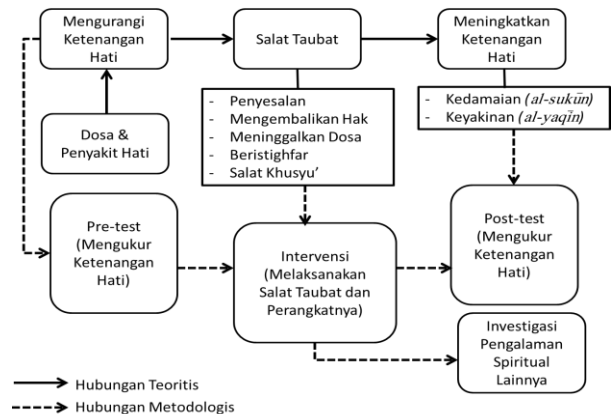 Mengurangi
Ketenangan
Hati
Salat Taubat
Meningkatkan
Ketenangan
Hati
- Penyesalan
- Mengembalikan Hak
- Meninggalkan Dosa
- Beristighfar
- Salat Khusyu’
- Kedamaian (al-sukūn)
- Keyakinan (al-yaqīn)
Dosa &
Penyakit Hati
Pre-test
(Mengukur
Ketenangan
Hati)
Intervensi
(Melaksanakan
Salat Taubat dan
Perangkatnya)
Post-test
(Mengukur
Ketenangan
Hati)
Investigasi
Pengalaman
Spiritual
Lainnya
Hubungan Teoritis
Hubungan Metodologis